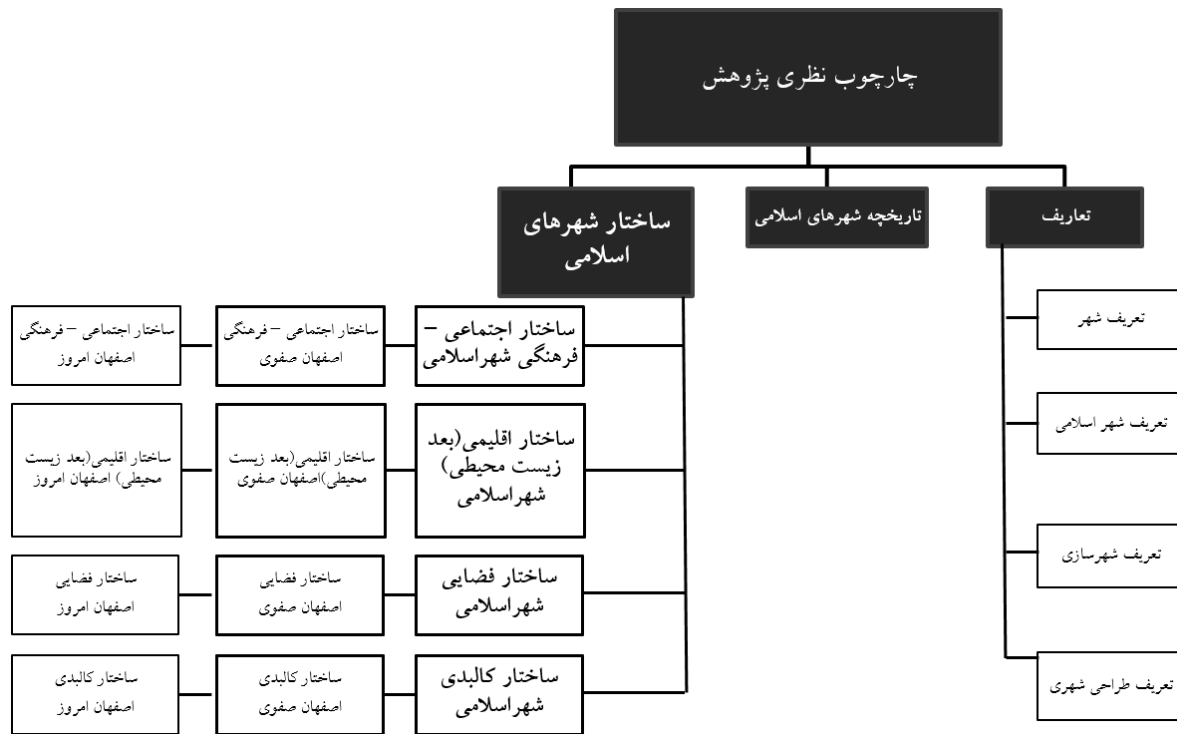 چارچوب نظری پژوهش
تعاریف
تاریخچه شهرهای اسلامی
ساختار شهرهای
اسلامی
تعریف شهر
تعریف شهر اسلامی
تعریف شهرسازی
تعریف طراحی شهری
ساختار اجتماعی –
فرهنگی شهراسلامی
ساختار اجتماعی – فرهنگی
اصفهان صفوی
ساختار اجتماعی – فرهنگی
اصفهان امروز
ساختار اقلیمی(بعد
زیست محیطی)
شهراسلامی
ساختار اقلیمی(بعد زیست
محیطی)اصفهان صفوی
ساختار اقلیمی(بعد زیست
محیطی) اصفهان امروز
ساختار فضایی
شهراسلامی
ساختار فضایی
اصفهان صفوی
ساختار فضایی
اصفهان امروز
ساختار کالبدی
شهراسلامی
ساختار کالبدی
اصفهان صفوی
ساختار کالبدی
اصفهان امروز